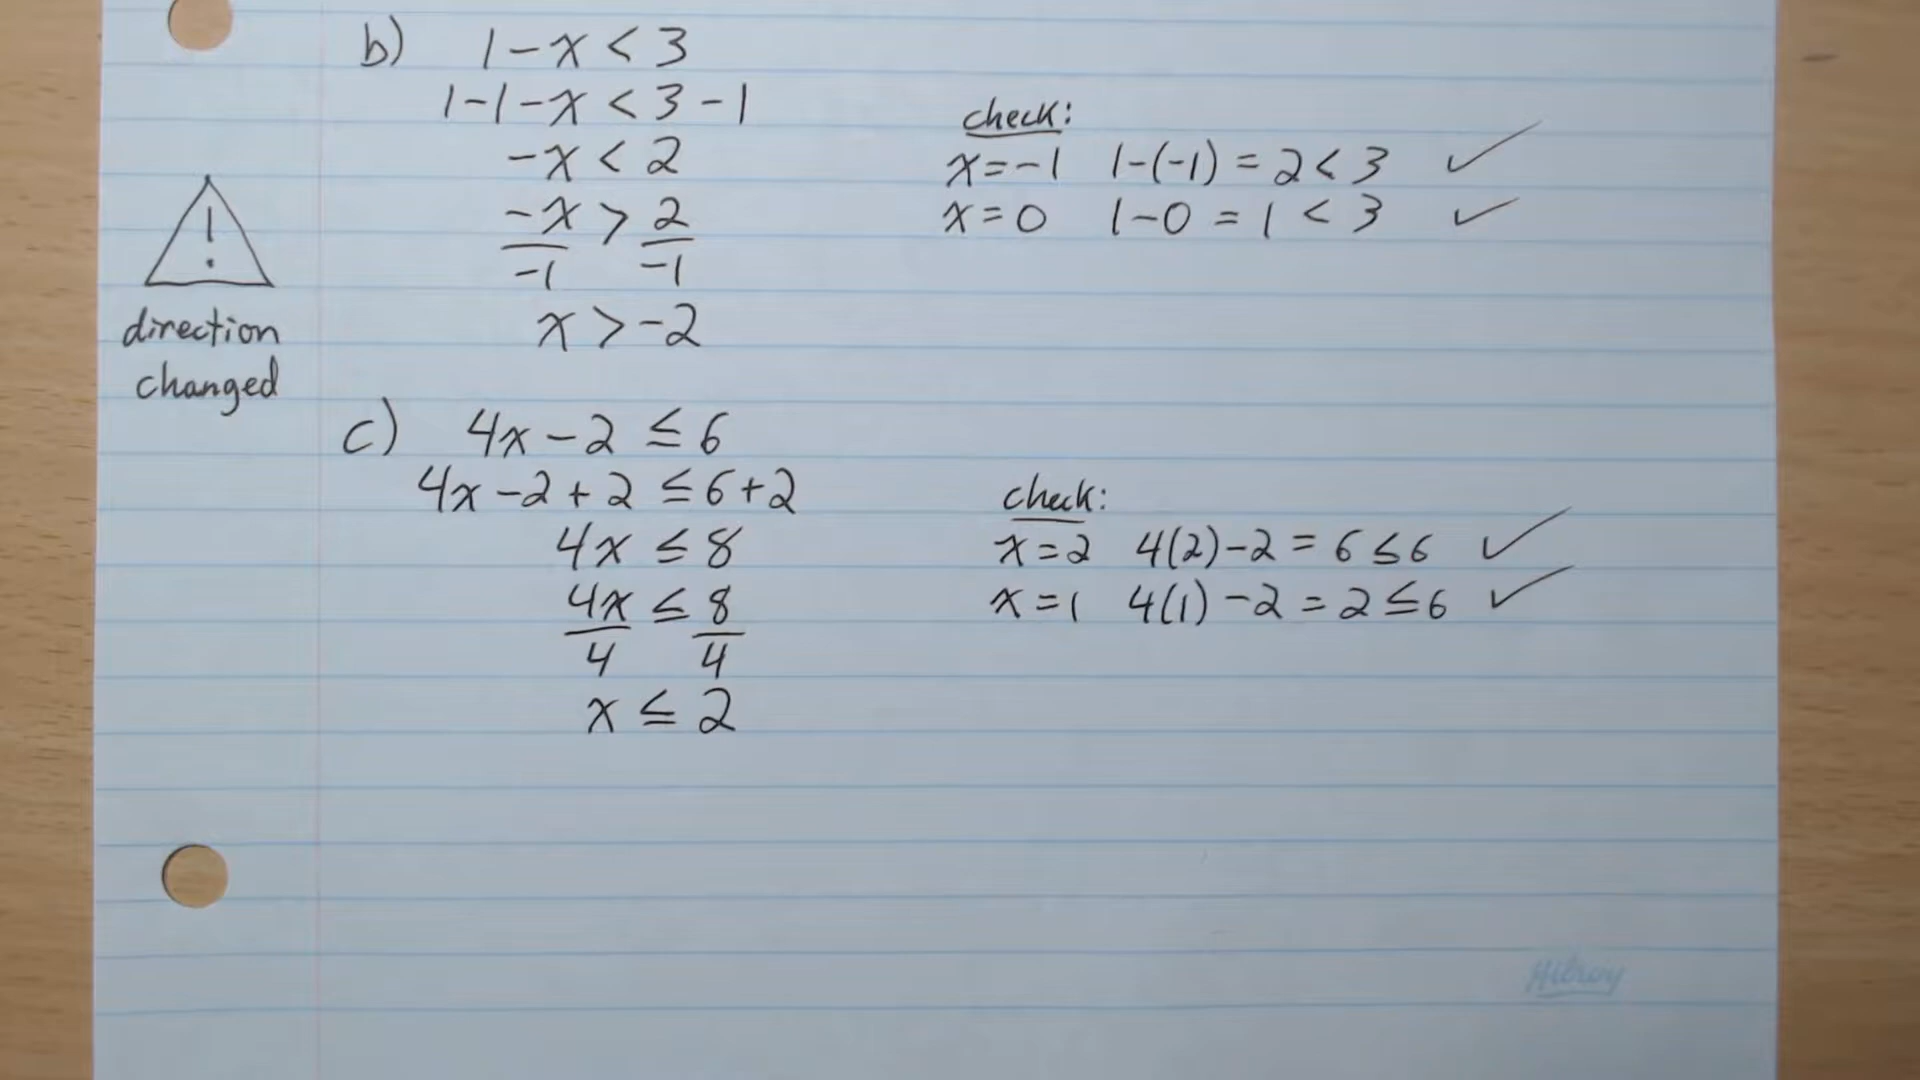 b) 1-x < 3
1-1-x < 3-1
-x < 2
-x/-1 > 2/-1
x > -2
check:
x=-1 1-(-1) = 2 < 3 ✓
x=0 1-0 = 1 < 3 ✓
!
direction
changed
c) 4x-2 ≤ 6
4x-2+2 ≤ 6+2
4x ≤ 8
4x/4 ≤ 8/4
x ≤ 2
check:
x=2 4(2)-2 = 6 ≤ 6 ✓
x=1 4(1)-2 = 2 ≤ 6 ✓
Hilroy